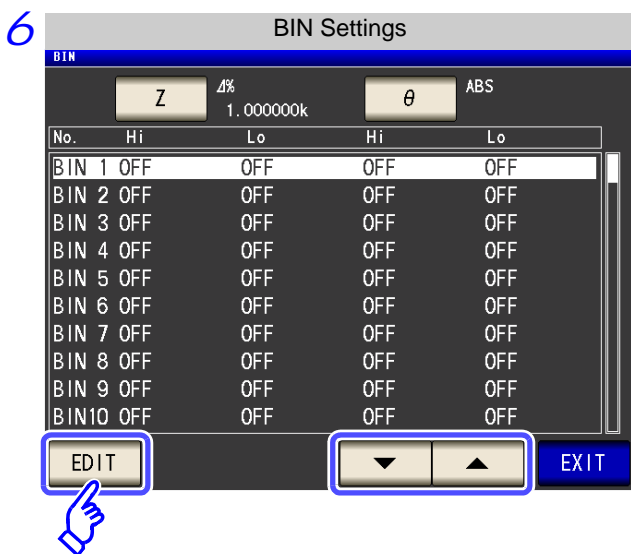 6 BIN Settings
BIN
Z Δ% 1.000000k θ ABS
No. Hi Lo Hi Lo
BIN 1 OFF OFF OFF OFF
BIN 2 OFF OFF OFF OFF
BIN 3 OFF OFF OFF OFF
BIN 4 OFF OFF OFF OFF
BIN 5 OFF OFF OFF OFF
BIN 6 OFF OFF OFF OFF
BIN 7 OFF OFF OFF OFF
BIN 8 OFF OFF OFF OFF
BIN 9 OFF OFF OFF OFF
BIN10 OFF OFF OFF OFF
EDIT ▼ ▲ EXIT